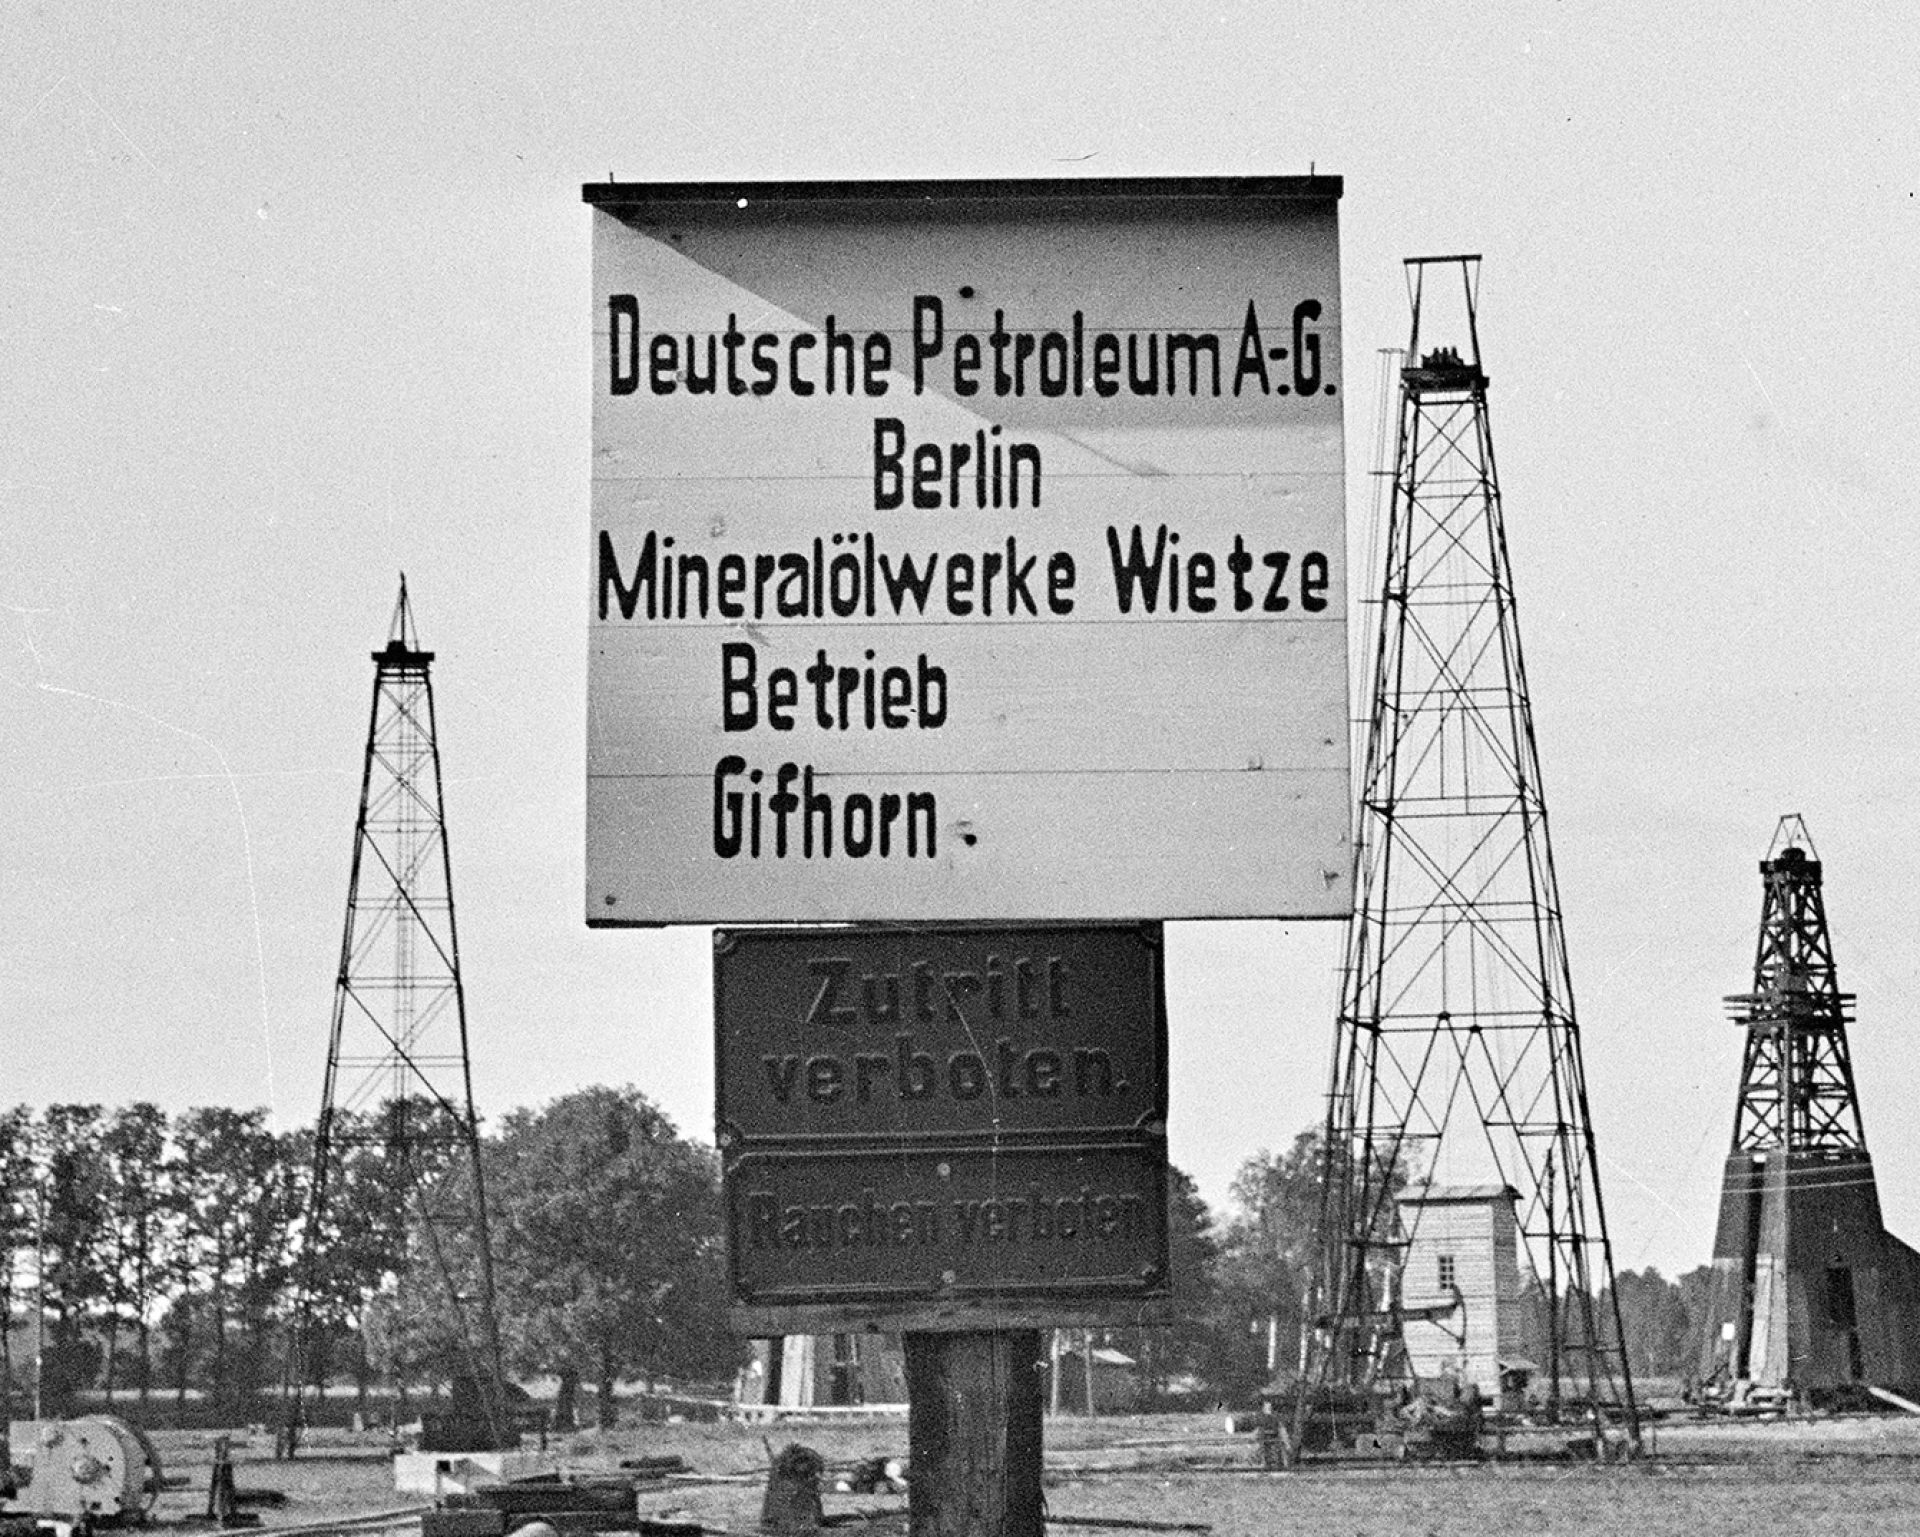 Deutsche Petroleum A.-G.
Berlin
Mineralölwerke Wietze
Betrieb
Gifhorn.
Zutritt
verboten.
Rauchen verboten